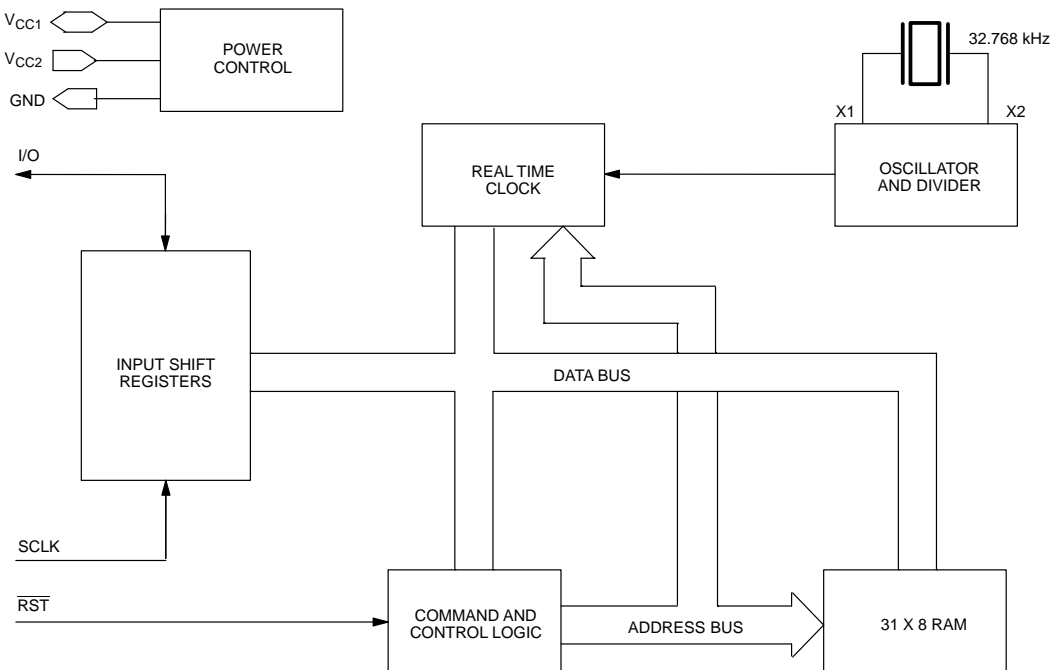 VCC1
VCC2
GND
POWER
CONTROL
32.768 kHz
X1
X2
OSCILLATOR
AND DIVIDER
REAL TIME
CLOCK
I/O
INPUT SHIFT
REGISTERS
DATA BUS
SCLK
RST
COMMAND AND
CONTROL LOGIC
ADDRESS BUS
31 X 8 RAM